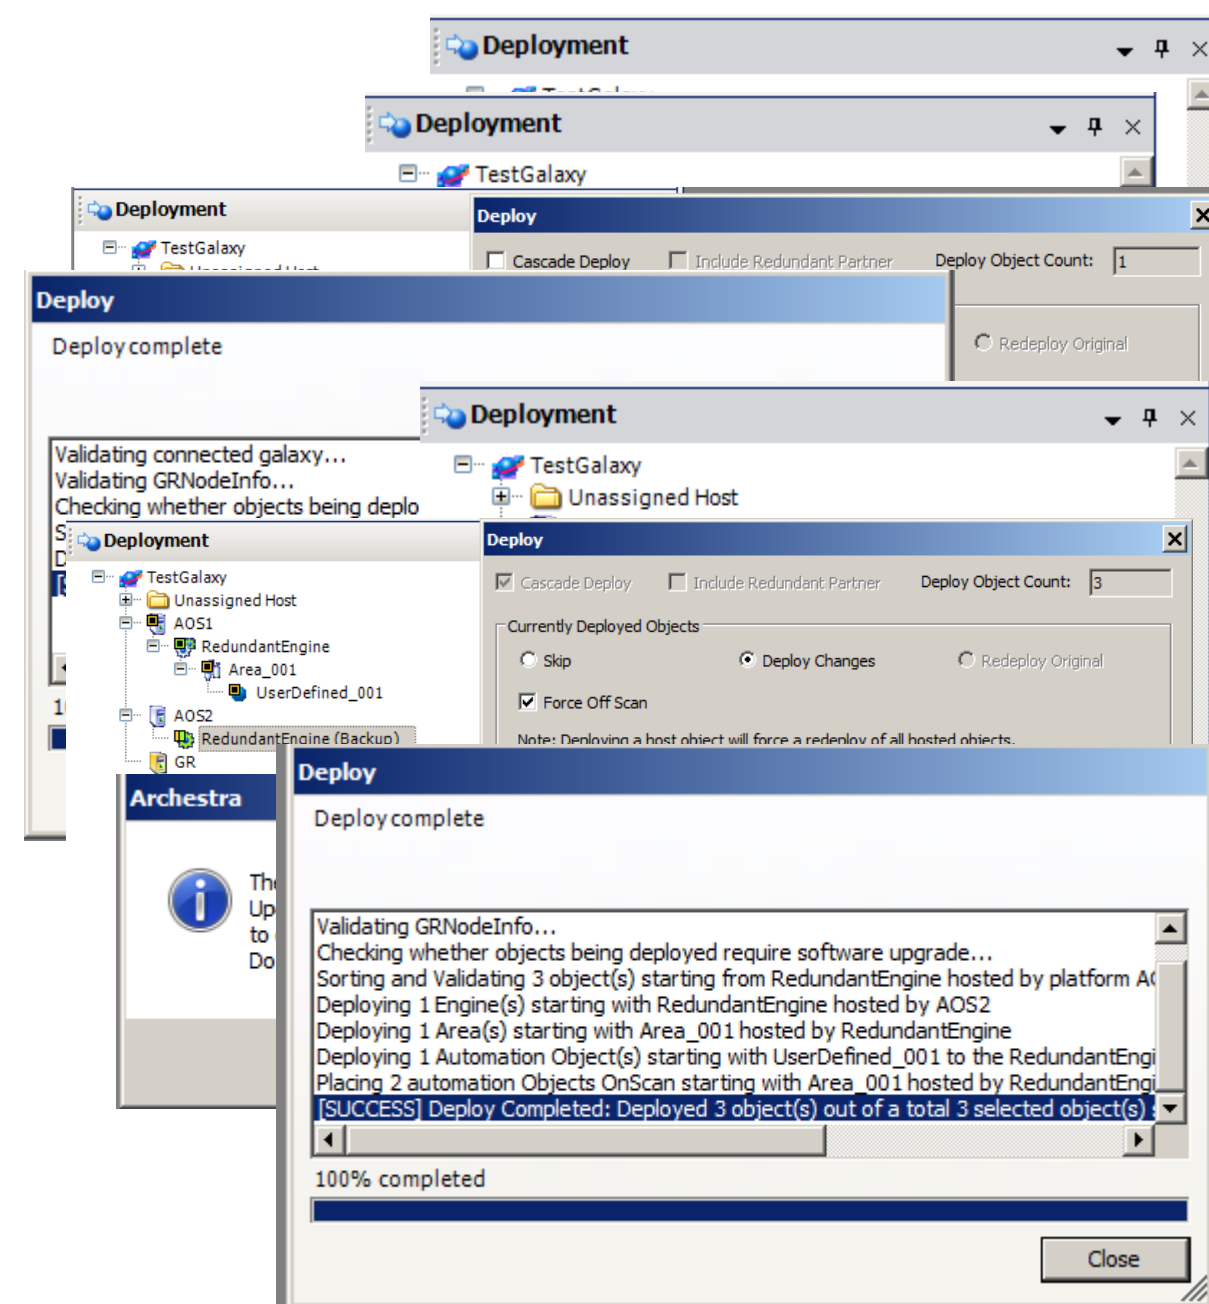 Deployment
Deployment
TestGalaxy
Deployment
TestGalaxy
Deploy
Cascade Deploy
Include Redundant Partner
Deploy Object Count:
1
Redeploy Original
Deploy
Deploy complete
Validating connected galaxy...
Validating GRNodeInfo...
Checking whether objects being deplo
Deployment
TestGalaxy
Unassigned Host
Deployment
TestGalaxy
Unassigned Host
AOS1
RedundantEngine
Area_001
UserDefined_001
AOS2
RedundantEngine (Backup)
GR
Deploy
Cascade Deploy
Include Redundant Partner
Deploy Object Count:
3
Currently Deployed Objects
Skip
Deploy Changes
Redeploy Original
Force Off Scan
Note: Deploying a host object will force a redeploy of all hosted objects.
Archestra
The
Up
to
Do
Deploy
Deploy complete
Validating GRNodeInfo...
Checking whether objects being deployed require software upgrade...
Sorting and Validating 3 object(s) starting from RedundantEngine hosted by platform AO
Deploying 1 Engine(s) starting with RedundantEngine hosted by AOS2
Deploying 1 Area(s) starting with Area_001 hosted by RedundantEngine
Deploying 1 Automation Object(s) starting with UserDefined_001 to the RedundantEngi
Placing 2 automation Objects OnScan starting with Area_001 hosted by RedundantEngi
[SUCCESS] Deploy Completed: Deployed 3 object(s) out of a total 3 selected object(s)
100% completed
Close